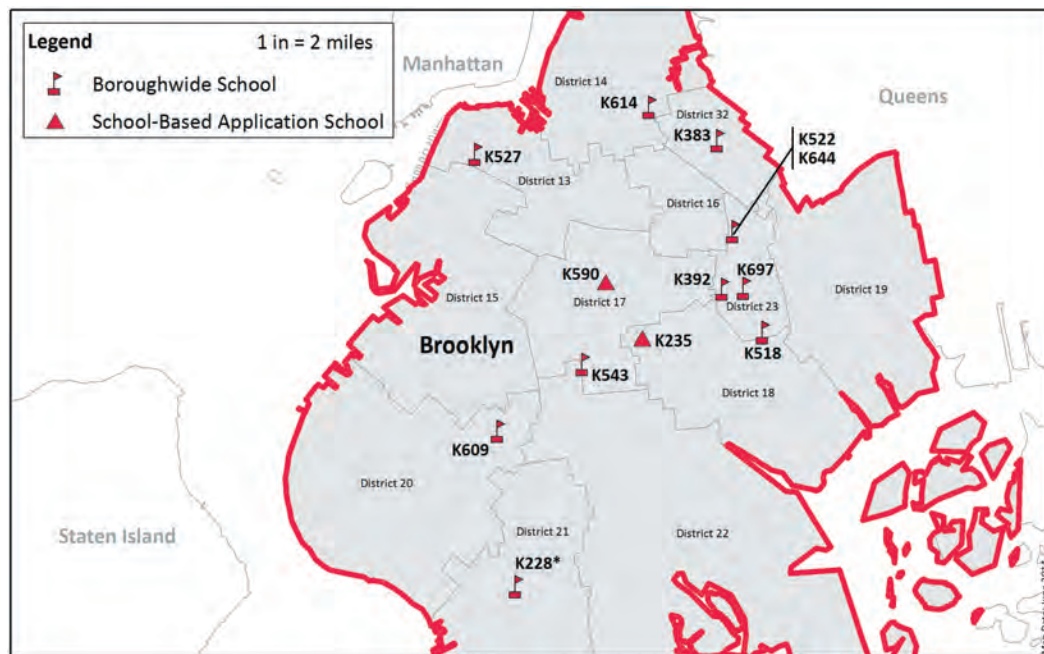 Legend 1 in = 2 miles
Boroughwide School
School-Based Application School
Manhattan
Queens
District 14
K614
District 32
K383
K522
K644
K527
District 13
District 16
K590
District 17
K392
K697
District 23
District 19
District 15
Brooklyn
K235
K518
K543
District 18
K609
District 20
Staten Island
District 21
District 22
K228*